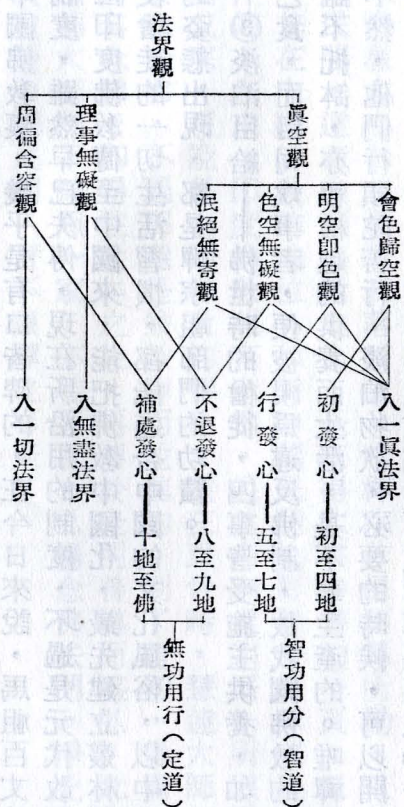 法界觀
眞空觀
理事無礙觀
周徧含容觀
會色歸空觀
明空卽色觀
色空無礙觀
泯絕無寄觀
入一眞法界
初發心
行發心
不退發心
補處發心
入無盡法界
入一切法界
初至四地
五至七地
八至九地
十地至佛
智功用分(智道)
無功用行(定道)